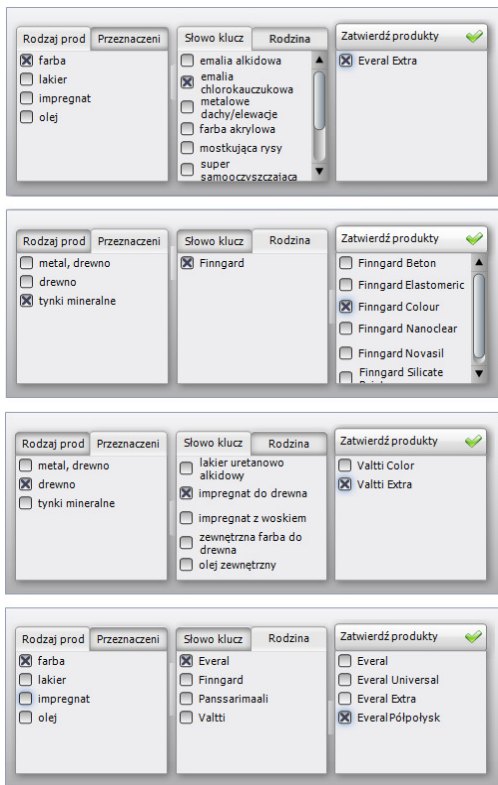 Rodzaj prod Przeznaczeni
farba
lakier
impregnat
olej
Słowo klucz Rodzina
emalia alkidowa
emalia
chlorokauczukowa
metalowe
dachy/elewacje
farba akrylowa
mostkująca rysy
super
samooczyszczająca
Zatwierdź produkty
Everal Extra
Rodzaj prod Przeznaczeni
metal, drewno
drewno
tynki mineralne
Słowo klucz Rodzina
Finngard
Zatwierdź produkty
Finngard Beton
Finngard Elastomeric
Finngard Colour
Finngard Nanoclear
Finngard Novasil
Finngard Silicate
Rodzaj prod Przeznaczeni
metal, drewno
drewno
tynki mineralne
Słowo klucz Rodzina
lakier uretanowo
alkidowy
impregnat do drewna
impregnat z woskiem
zewnętrzna farba do
drewna
olej zewnętrzny
Zatwierdź produkty
Valtti Color
Valtti Extra
Rodzaj prod Przeznaczeni
farba
lakier
impregnat
olej
Słowo klucz Rodzina
Everal
Finngard
Panssarimaali
Valtti
Zatwierdź produkty
Everal
Everal Universal
Everal Extra
Everal Półpołysk